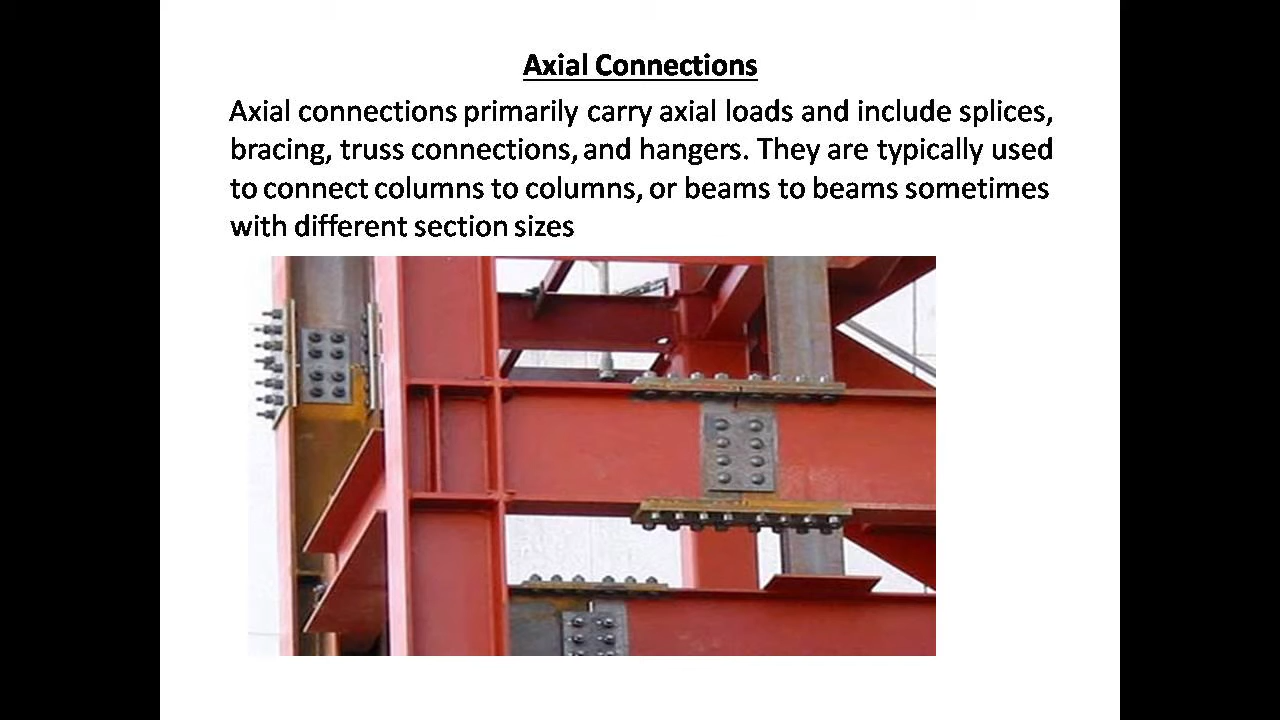 Axial Connections
Axial connections primarily carry axial loads and include splices,
bracing, truss connections, and hangers. They are typically used
to connect columns to columns, or beams to beams sometimes
with different section sizes